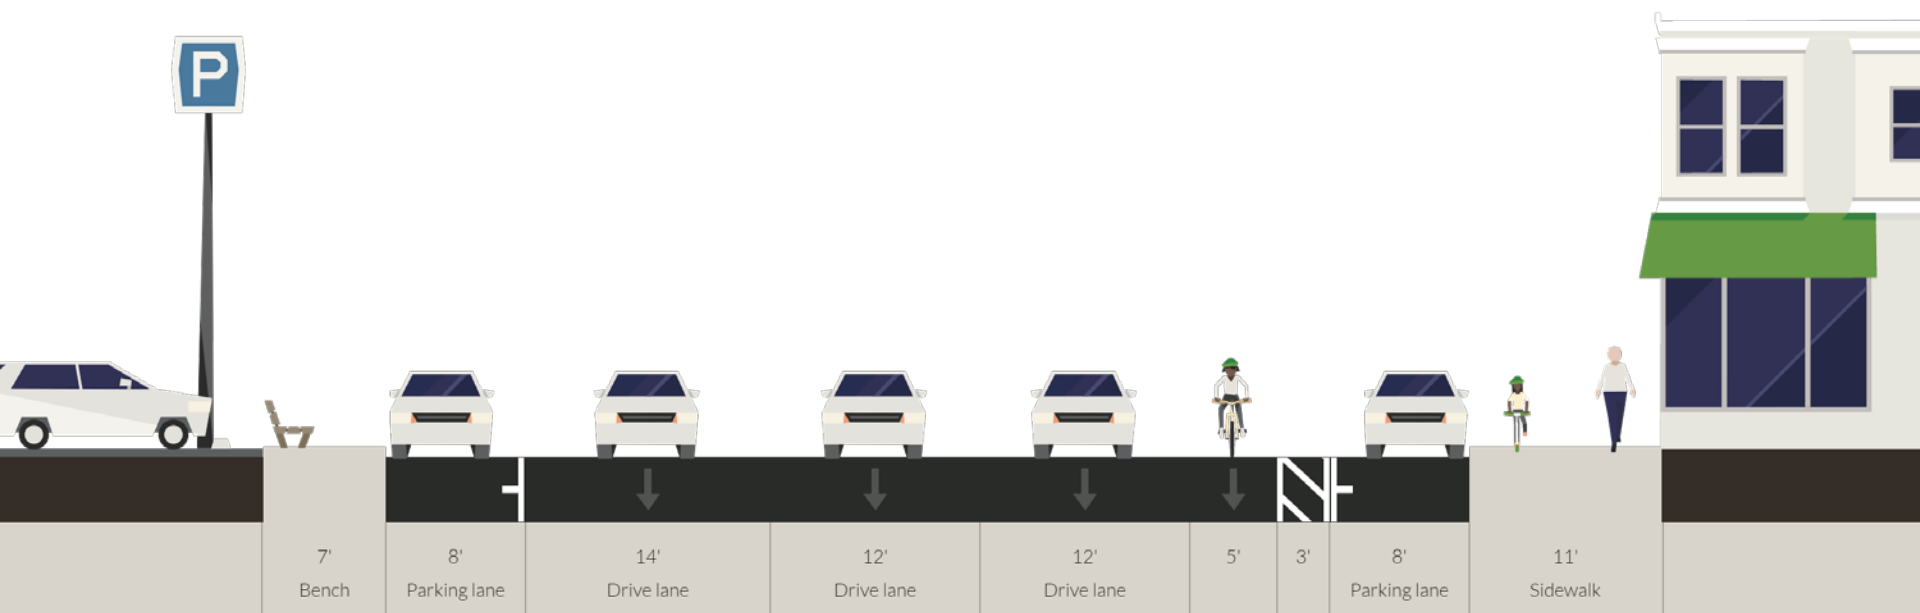 P
7' 8' 14' 12' 12' 5' 3' 8' 11'
Bench Parking lane Drive lane Drive lane Drive lane Parking lane Sidewalk